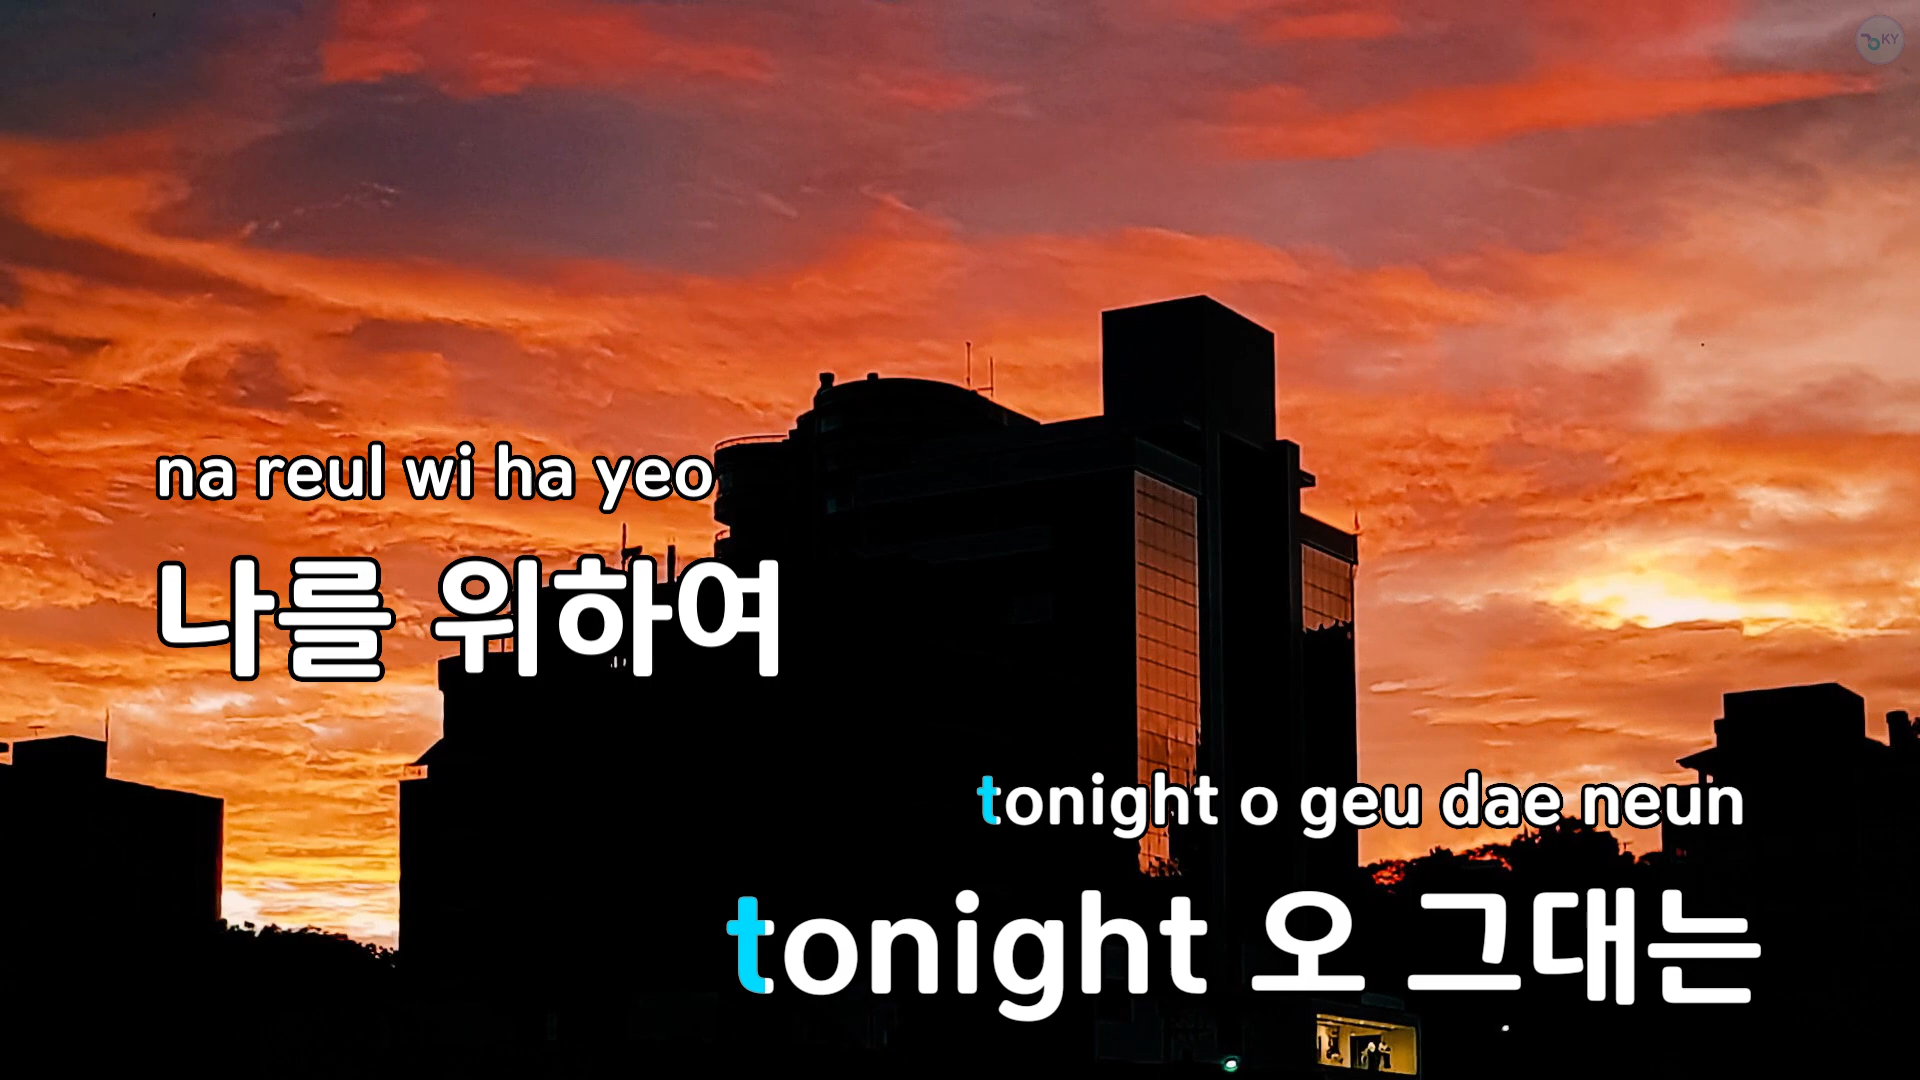 KY
na reul wi ha yeo
나를 위하여
tonight o geu dae neun
tonight 오 그대는